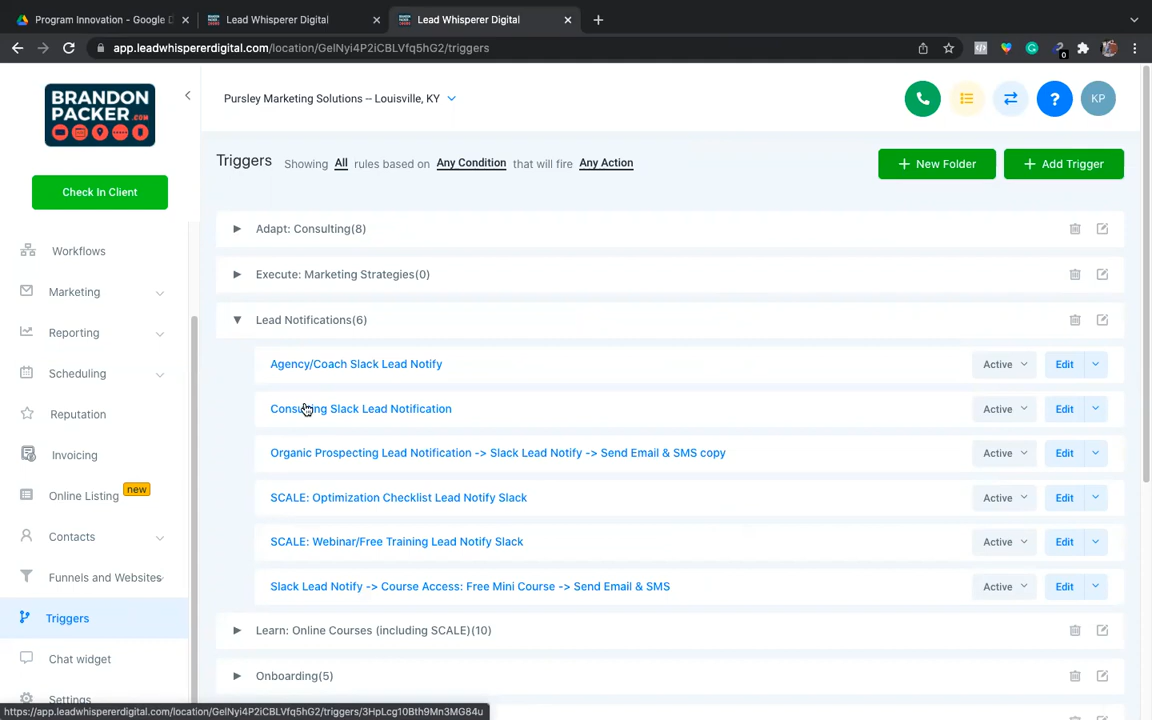 Program Innovation - Google D
Lead Whisperer Digital
Lead Whisperer Digital
app.leadwhispererdigital.com/location/GelNyi4P2iCBLVfq5hG2/triggers
0
BRANDON
PACKER
.COM
Pursley Marketing Solutions -- Louisville, KY
?
KP
Triggers
Showing All rules based on Any Condition that will fire Any Action
+ New Folder
+ Add Trigger
Check In Client
Workflows
Marketing
Reporting
Scheduling
Reputation
Invoicing
Online Listing new
Contacts
Funnels and Websites
Triggers
Chat widget
Settings
Adapt: Consulting(8)
Execute: Marketing Strategies(0)
Lead Notifications(6)
Agency/Coach Slack Lead Notify Active Edit
Consulting Slack Lead Notification Active Edit
Organic Prospecting Lead Notification -> Slack Lead Notify -> Send Email & SMS copy Active Edit
SCALE: Optimization Checklist Lead Notify Slack Active Edit
SCALE: Webinar/Free Training Lead Notify Slack Active Edit
Slack Lead Notify -> Course Access: Free Mini Course -> Send Email & SMS Active Edit
Learn: Online Courses (including SCALE)(10)
Onboarding(5)
https://app.leadwhispererdigital.com/location/GelNyi4P2iCBLVfq5hG2/triggers/3HpLcg10Bth9Mn3MG84u